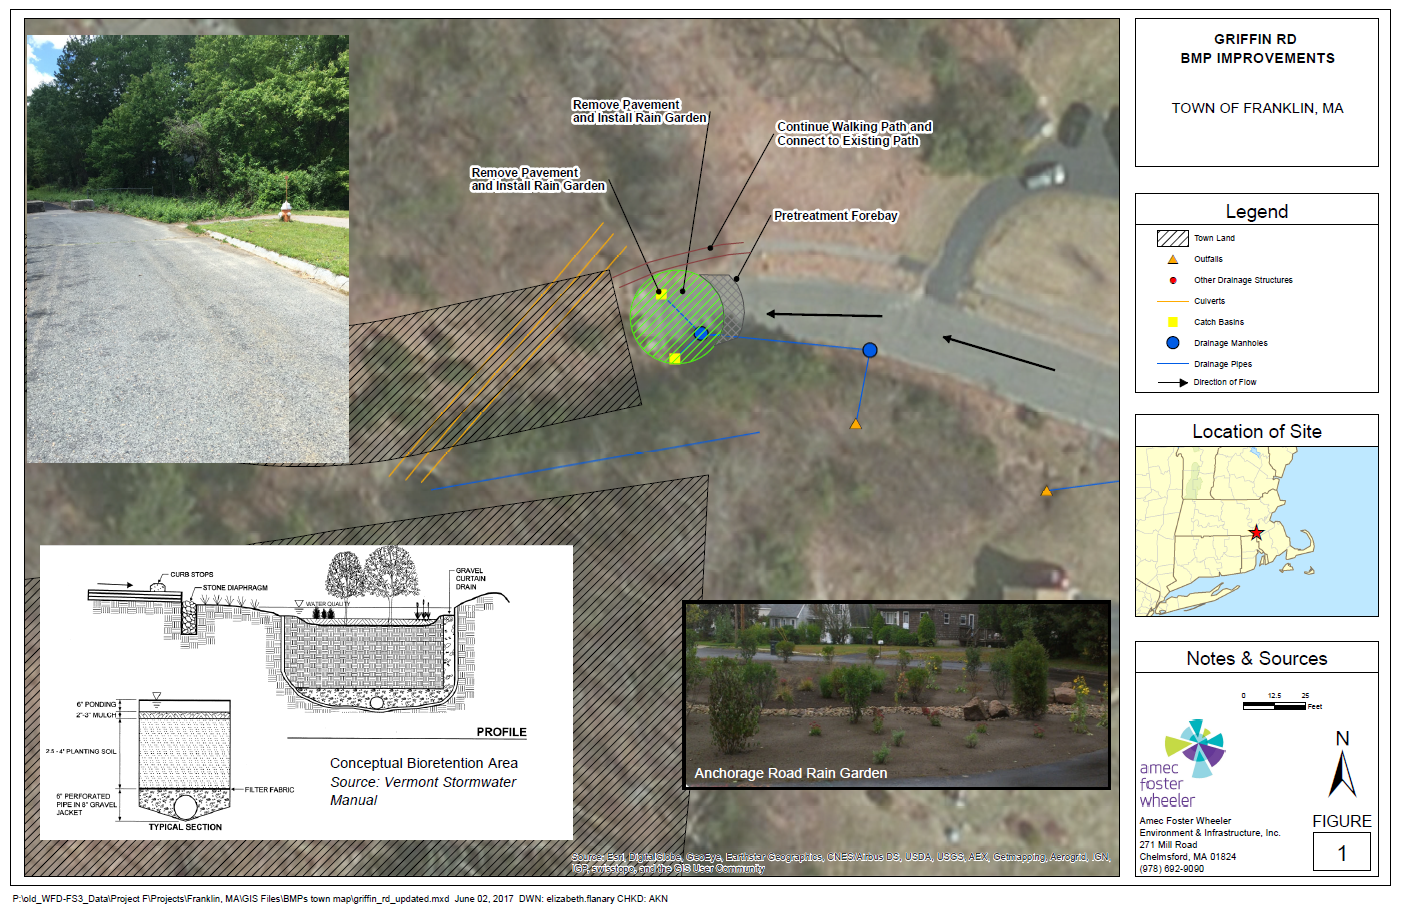 GRIFFIN RD
BMP IMPROVEMENTS
TOWN OF FRANKLIN, MA
Remove Pavement
and Install Rain Garden
Continue Walking Path and
Connect to Existing Path
Remove Pavement
and Install Rain Garden
Pretreatment Forebay
Legend
Town Land
Outfalls
Other Drainage Structures
Culverts
Catch Basins
Drainage Manholes
Drainage Pipes
Direction of Flow
Location of Site
CURB STOPS
STONE DIAPHRAGM
WATER QUALITY
GRAVEL
CURTAIN
DRAIN
6" PONDING
2"-3" MULCH
2.5 - 4' PLANTING SOIL
FILTER FABRIC
6" PERFORATED
PIPE IN 8" GRAVEL
JACKET
TYPICAL SECTION
PROFILE
Conceptual Bioretention Area
Source: Vermont Stormwater
Manual
Anchorage Road Rain Garden
Source: Esri, DigitalGlobe, GeoEye, Earthstar Geographics, CNES/Airbus DS, USDA, USGS, AEX, Getmapping, Aerogrid, IGN,
IGP, swisstopo, and the GIS User Community
Notes & Sources
0 12.5 25
Feet
N
amec
foster
wheeler
Amec Foster Wheeler
Environment & Infrastructure, Inc.
271 Mill Road
Chelmsford, MA 01824
(978) 692-9090
FIGURE
1
P:\old_WFD-FS3_Data\Project F\Projects\Franklin, MA\GIS Files\BMPs town map\griffin_rd_updated.mxd June 02, 2017 DWN: elizabeth.flanary CHKD: AKN